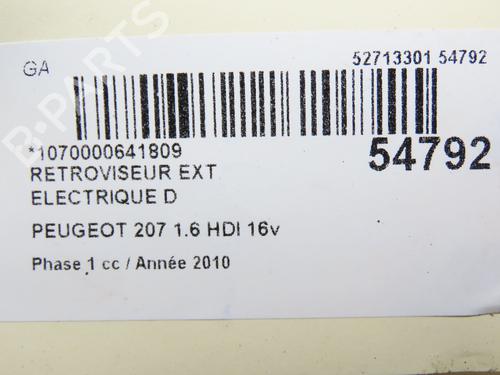 GA
52713301 54792
*1070000641809
54792
RETROVISEUR EXT
ELECTRIQUE D
PEUGEOT 207 1.6 HDI 16v
Phase 1 cc / Année 2010
B-PARTS